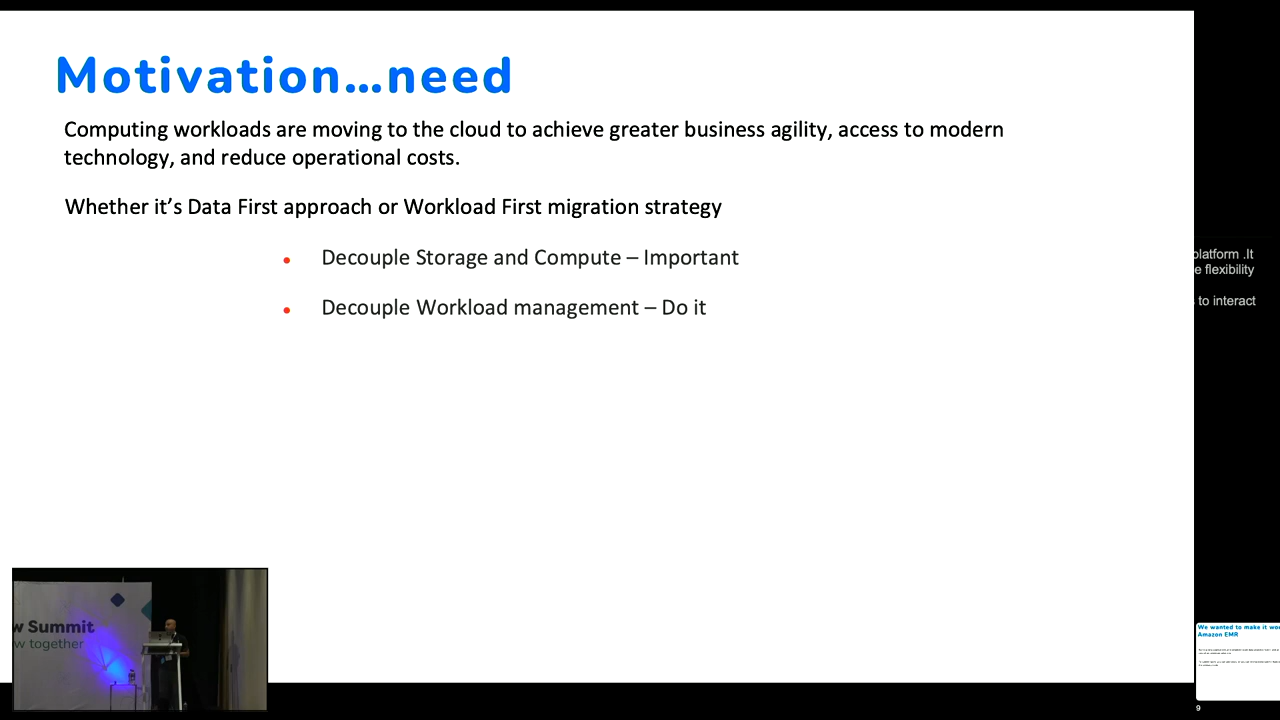 Motivation...need
Computing workloads are moving to the cloud to achieve greater business agility, access to modern
technology, and reduce operational costs.
Whether it’s Data First approach or Workload First migration strategy
• Decouple Storage and Compute – Important
• Decouple Workload management – Do it
platform .It
e flexibility
to interact
w Summit
w together
We wanted to make it
Amazon EMR
9